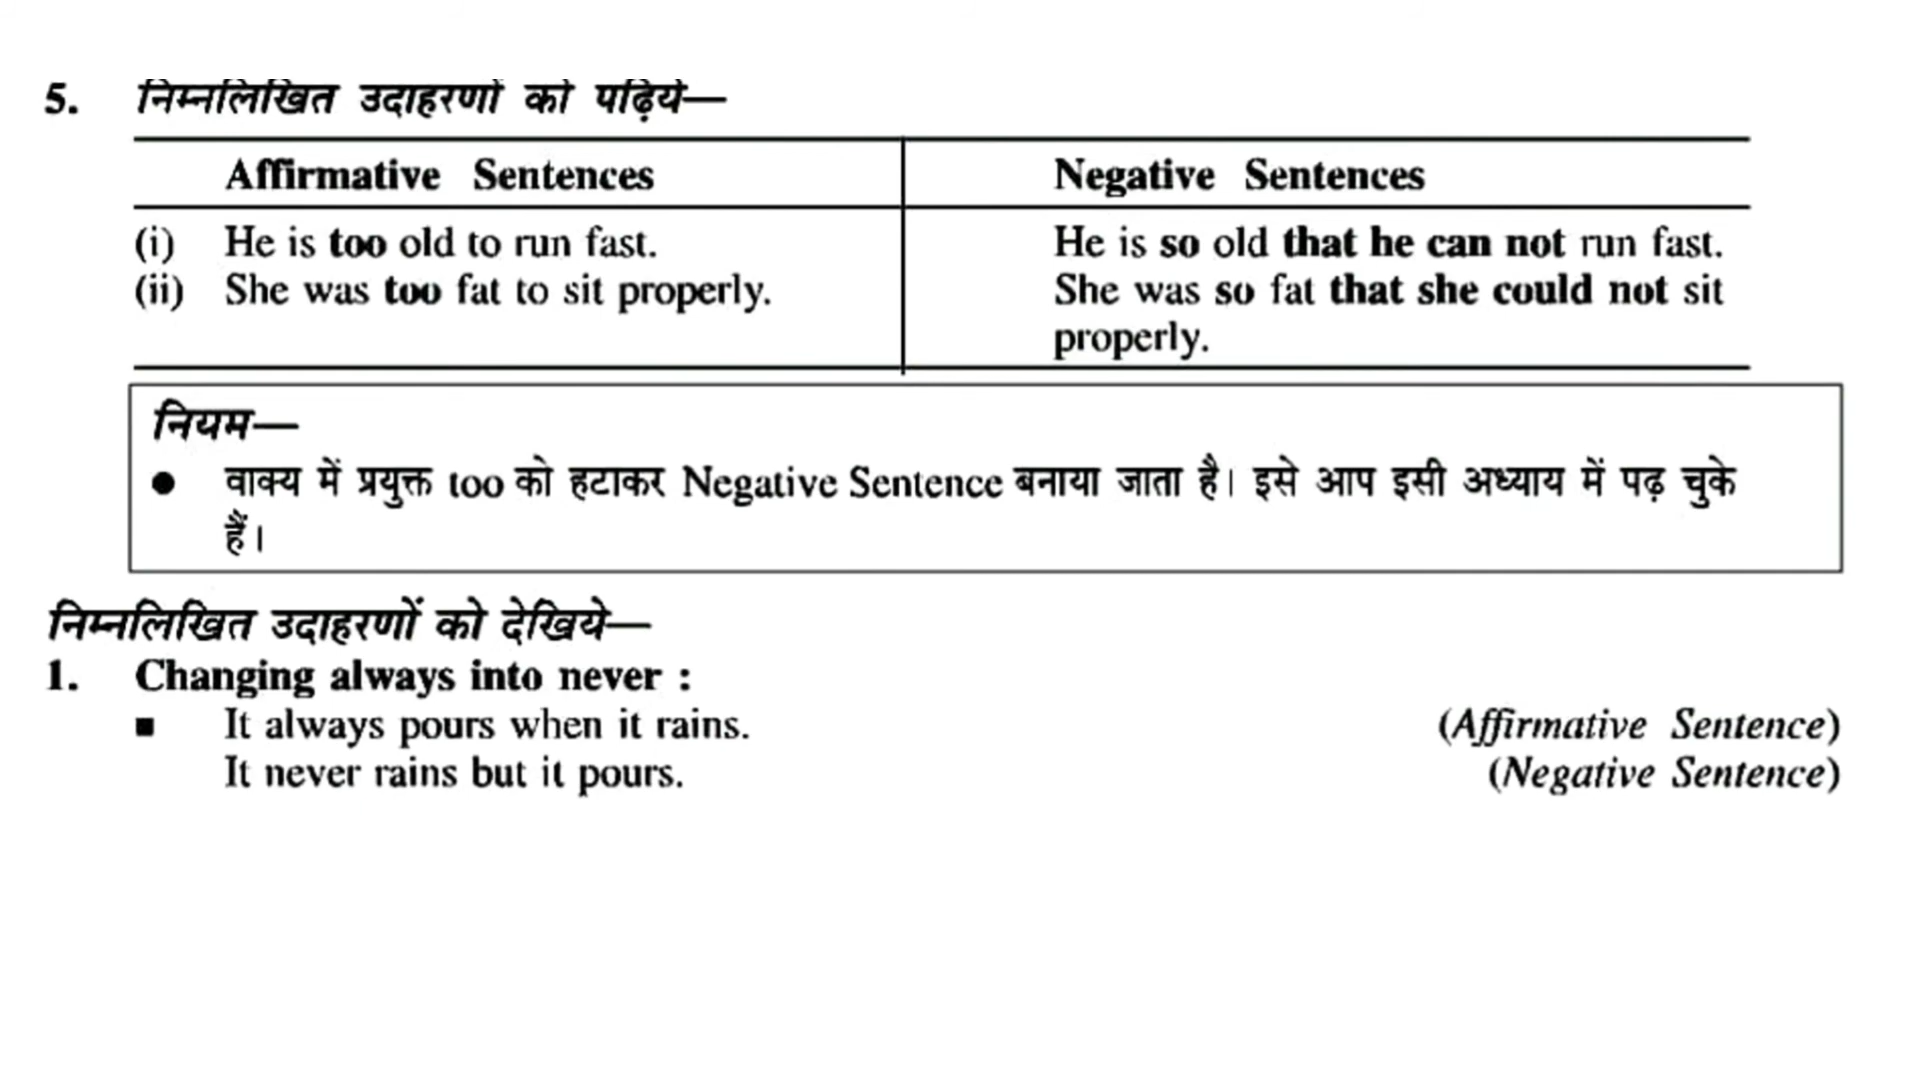 5. निम्नलिखित उदाहरणों को पढ़िये—
Affirmative Sentences Negative Sentences
(i) He is too old to run fast. He is so old that he can not run fast.
(ii) She was too fat to sit properly. She was so fat that she could not sit
properly.
नियम—
● वाक्य में प्रयुक्त too को हटाकर Negative Sentence बनाया जाता है। इसे आप इसी अध्याय में पढ़ चुके
हैं।
निम्नलिखित उदाहरणों को देखिये—
1. Changing always into never :
■ It always pours when it rains. (Affirmative Sentence)
It never rains but it pours. (Negative Sentence)